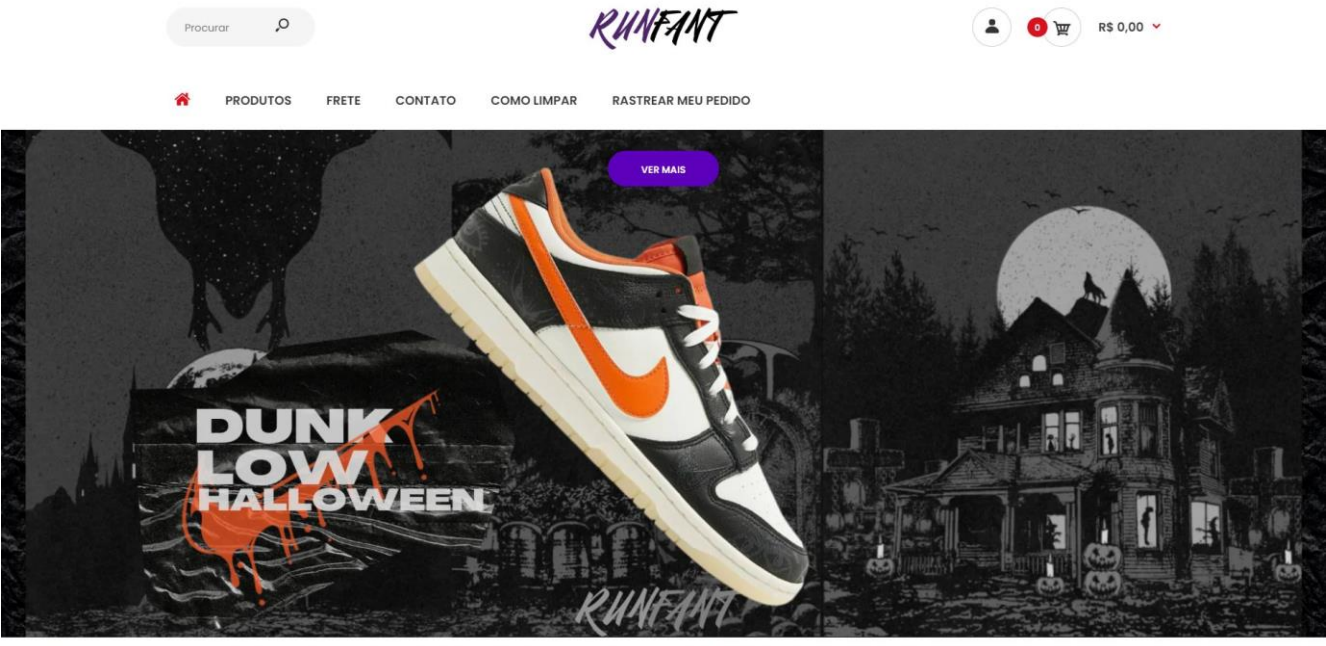 Procurar
RUNFANT
0
R$ 0,00
PRODUTOS
FRETE
CONTATO
COMO LIMPAR
RASTREAR MEU PEDIDO
VER MAIS
DUNK
LOW
HALLOWEEN
RUNFANT